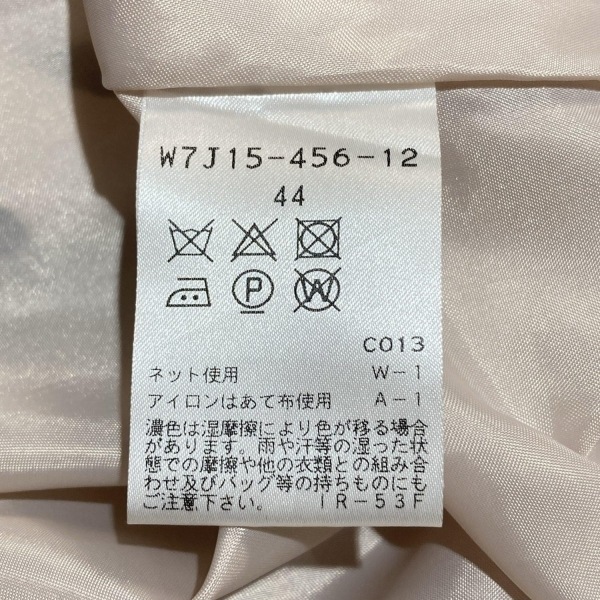 W7J15-456-12
44
P W
C013
ネット使用 W-1
アイロンはあて布使用 A-1
濃色は湿摩擦により色が移る場合
があります。雨や汗等の湿った状
態での摩擦や他の衣類との組み合
わせ及びバッグ等の持ちものにも
ご注意下さい。 IR-53F